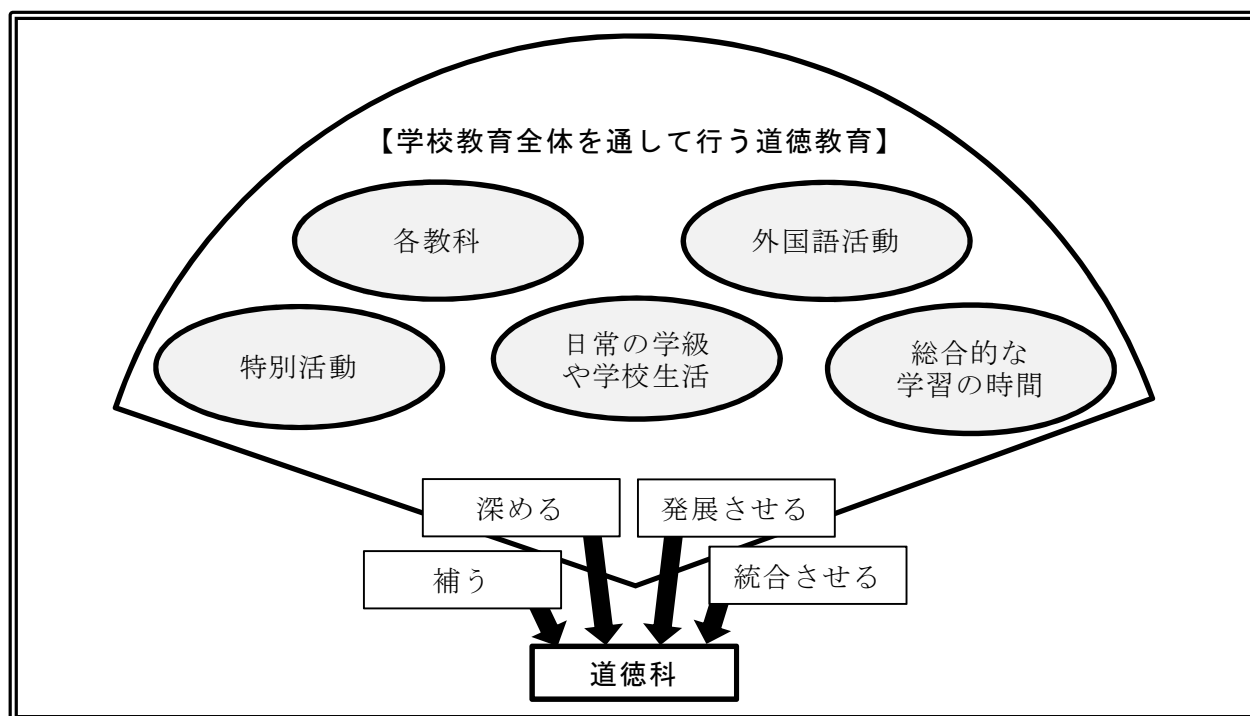 【学校教育全体を通して行う道徳教育】
各教科
外国語活動
特別活動
日常の学級
や学校生活
総合的な
学習の時間
深める
発展させる
補う
統合させる
道徳科